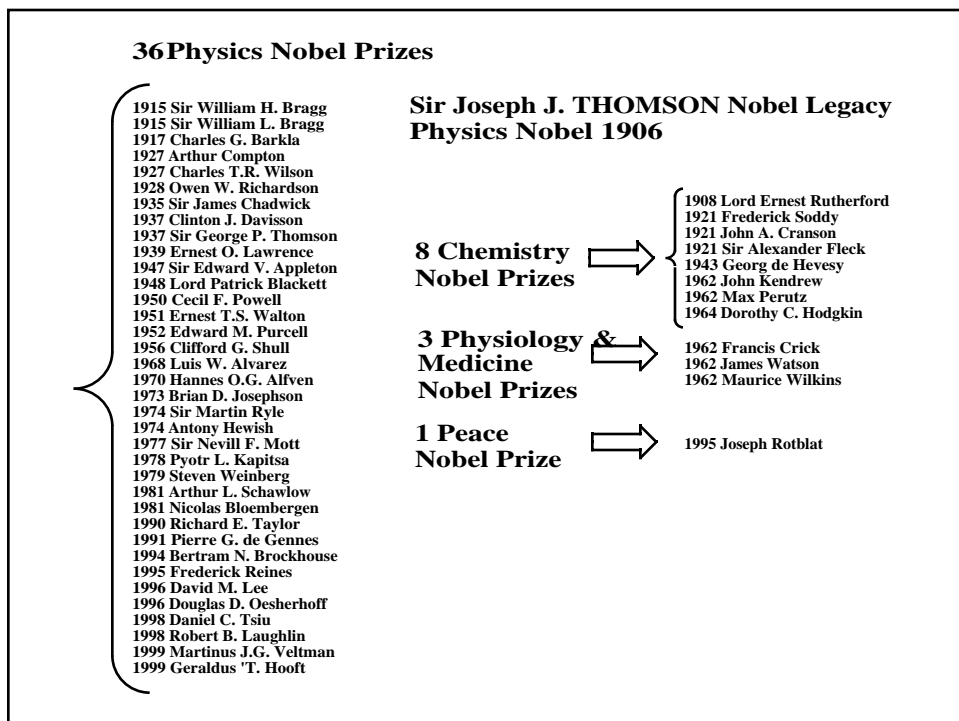 36 Physics Nobel Prizes
1915 Sir William H. Bragg
1915 Sir William L. Bragg
1917 Charles G. Barkla
1927 Arthur Compton
1927 Charles T.R. Wilson
1928 Owen W. Richardson
1935 Sir James Chadwick
1937 Clinton J. Davisson
1937 Sir George P. Thomson
1939 Ernest O. Lawrence
1947 Sir Edward V. Appleton
1948 Lord Patrick Blackett
1950 Cecil F. Powell
1951 Ernest T.S. Walton
1952 Edward M. Purcell
1956 Clifford G. Shull
1968 Luis W. Alvarez
1970 Hannes O.G. Alfven
1973 Brian D. Josephson
1974 Sir Martin Ryle
1974 Antony Hewish
1977 Sir Nevill F. Mott
1978 Pyotr L. Kapitsa
1979 Steven Weinberg
1981 Arthur L. Schawlow
1981 Nicolas Bloembergen
1990 Richard E. Taylor
1991 Pierre G. de Gennes
1994 Bertram N. Brockhouse
1995 Frederick Reines
1996 David M. Lee
1996 Douglas D. Oesherhoff
1998 Daniel C. Tsiu
1998 Robert B. Laughlin
1999 Martinus J.G. Veltman
1999 Geraldus 'T. Hooft
Sir Joseph J. THOMSON Nobel Legacy
Physics Nobel 1906
8 Chemistry
Nobel Prizes
1908 Lord Ernest Rutherford
1921 Frederick Soddy
1921 John A. Cranson
1921 Sir Alexander Fleck
1943 Georg de Hevesy
1962 John Kendrew
1962 Max Perutz
1964 Dorothy C. Hodgkin
3 Physiology &
Medicine
Nobel Prizes
1962 Francis Crick
1962 James Watson
1962 Maurice Wilkins
1 Peace
Nobel Prize
1995 Joseph Rotblat